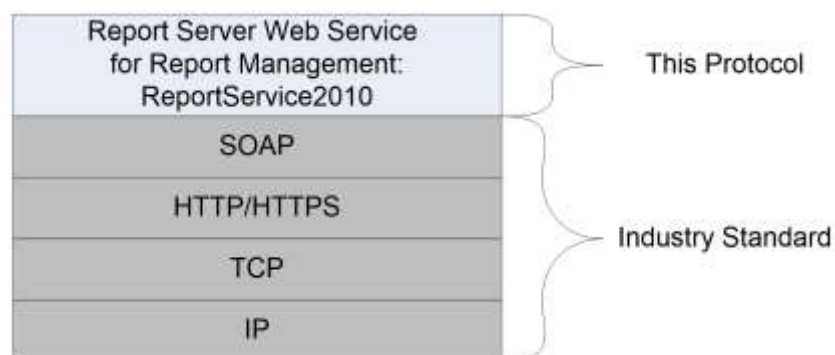 Report Server Web Service
for Report Management:
ReportService2010
This Protocol
SOAP
HTTP/HTTPS
Industry Standard
TCP
IP